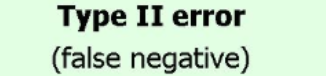 Type II error
(false negative)